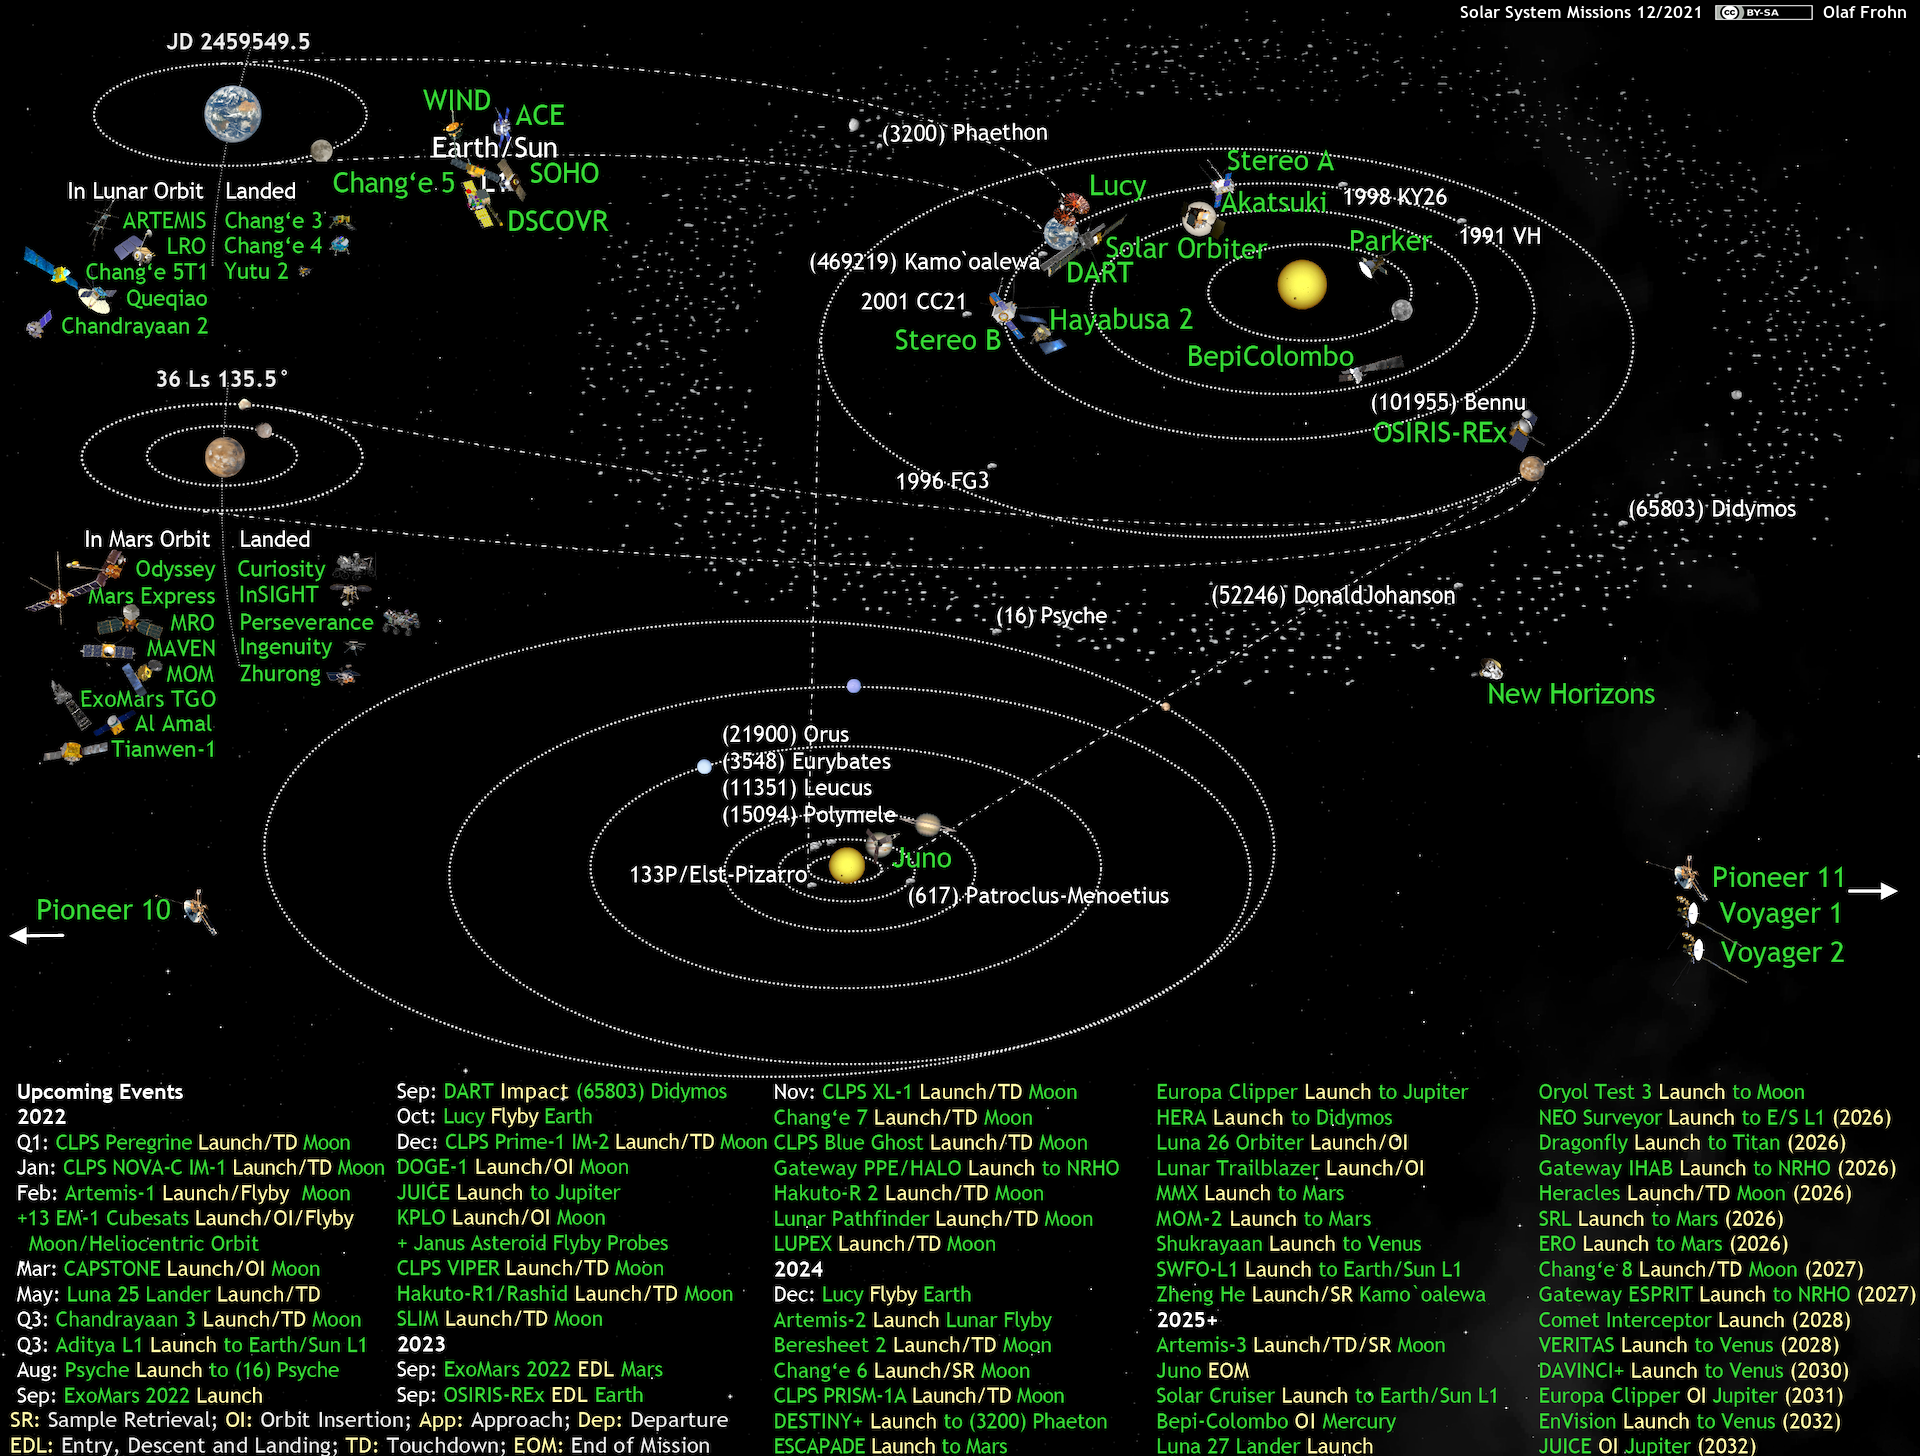 Solar System Missions 12/2021 cc BY-SA Olaf Frohn
JD 2459549.5
WIND
ACE
Earth/Sun
SOHO
Chang‘e 5
DSCOVR
In Lunar Orbit
ARTEMIS
LRO
Chang‘e 5T1
Queqiao
Chandrayaan 2
Landed
Chang‘e 3
Chang‘e 4
Yutu 2
(3200) Phaethon
Stereo A
Lucy
Akatsuki
1998 KY26
1991 VH
Parker
Solar Orbiter
(469219) Kamo`oalewa
DART
2001 CC21
Hayabusa 2
Stereo B
BepiColombo
(101955) Bennu
OSIRIS-REx
1996 FG3
(65803) Didymos
(52246) DonaldJohanson
(16) Psyche
New Horizons
36 Ls 135.5°
In Mars Orbit
Odyssey
Mars Express
MRO
MAVEN
MOM
ExoMars TGO
Al Amal
Tianwen-1
Landed
Curiosity
InSIGHT
Perseverance
Ingenuity
Zhurong
(21900) Orus
(3548) Eurybates
(11351) Leucus
(15094) Polymele
Juno
133P/Elst-Pizarro
(617) Patroclus-Menoetius
Pioneer 10
Pioneer 11
Voyager 1
Voyager 2
Upcoming Events
2022
Q1: CLPS Peregrine Launch/TD Moon
Jan: CLPS NOVA-C IM-1 Launch/TD Moon
Feb: Artemis-1 Launch/Flyby Moon
+13 EM-1 Cubesats Launch/OI/Flyby
Moon/Heliocentric Orbit
Mar: CAPSTONE Launch/OI Moon
May: Luna 25 Lander Launch/TD
Q3: Chandrayaan 3 Launch/TD Moon
Q3: Aditya L1 Launch to Earth/Sun L1
Aug: Psyche Launch to (16) Psyche
Sep: ExoMars 2022 Launch
Sep: DART Impact (65803) Didymos
Oct: Lucy Flyby Earth
Dec: CLPS Prime-1 IM-2 Launch/TD Moon
DOGE-1 Launch/OI Moon
JUICE Launch to Jupiter
KPLO Launch/OI Moon
+ Janus Asteroid Flyby Probes
CLPS VIPER Launch/TD Moon
Hakuto-R1/Rashid Launch/TD Moon
SLIM Launch/TD Moon
2023
Sep: ExoMars 2022 EDL Mars
Sep: OSIRIS-REx EDL Earth
SR: Sample Retrieval; OI: Orbit Insertion; App: Approach; Dep: Departure
EDL: Entry, Descent and Landing; TD: Touchdown; EOM: End of Mission
Nov: CLPS XL-1 Launch/TD Moon
Chang‘e 7 Launch/TD Moon
CLPS Blue Ghost Launch/TD Moon
Gateway PPE/HALO Launch to NRHO
Hakuto-R 2 Launch/TD Moon
Lunar Pathfinder Launch/TD Moon
LUPEX Launch/TD Moon
2024
Dec: Lucy Flyby Earth
Artemis-2 Launch Lunar Flyby
Beresheet 2 Launch/TD Moon
Chang‘e 6 Launch/SR Moon
CLPS PRISM-1A Launch/TD Moon
DESTINY+ Launch to (3200) Phaeton
ESCAPADE Launch to Mars
Europa Clipper Launch to Jupiter
HERA Launch to Didymos
Luna 26 Orbiter Launch/OI
Lunar Trailblazer Launch/OI
MMX Launch to Mars
MOM-2 Launch to Mars
Shukrayaan Launch to Venus
SWFO-L1 Launch to Earth/Sun L1
Zheng He Launch/SR Kamo`oalewa
2025+
Artemis-3 Launch/TD/SR Moon
Juno EOM
Solar Cruiser Launch to Earth/Sun L1
Bepi-Colombo OI Mercury
Luna 27 Lander Launch
Oryol Test 3 Launch to Moon
NEO Surveyor Launch to E/S L1 (2026)
Dragonfly Launch to Titan (2026)
Gateway IHAB Launch to NRHO (2026)
Heracles Launch/TD Moon (2026)
SRL Launch to Mars (2026)
ERO Launch to Mars (2026)
Chang‘e 8 Launch/TD Moon (2027)
Gateway ESPRIT Launch to NRHO (2027)
Comet Interceptor Launch (2028)
VERITAS Launch to Venus (2028)
DAVINCI+ Launch to Venus (2030)
Europa Clipper OI Jupiter (2031)
EnVision Launch to Venus (2032)
JUICE OI Jupiter (2032)